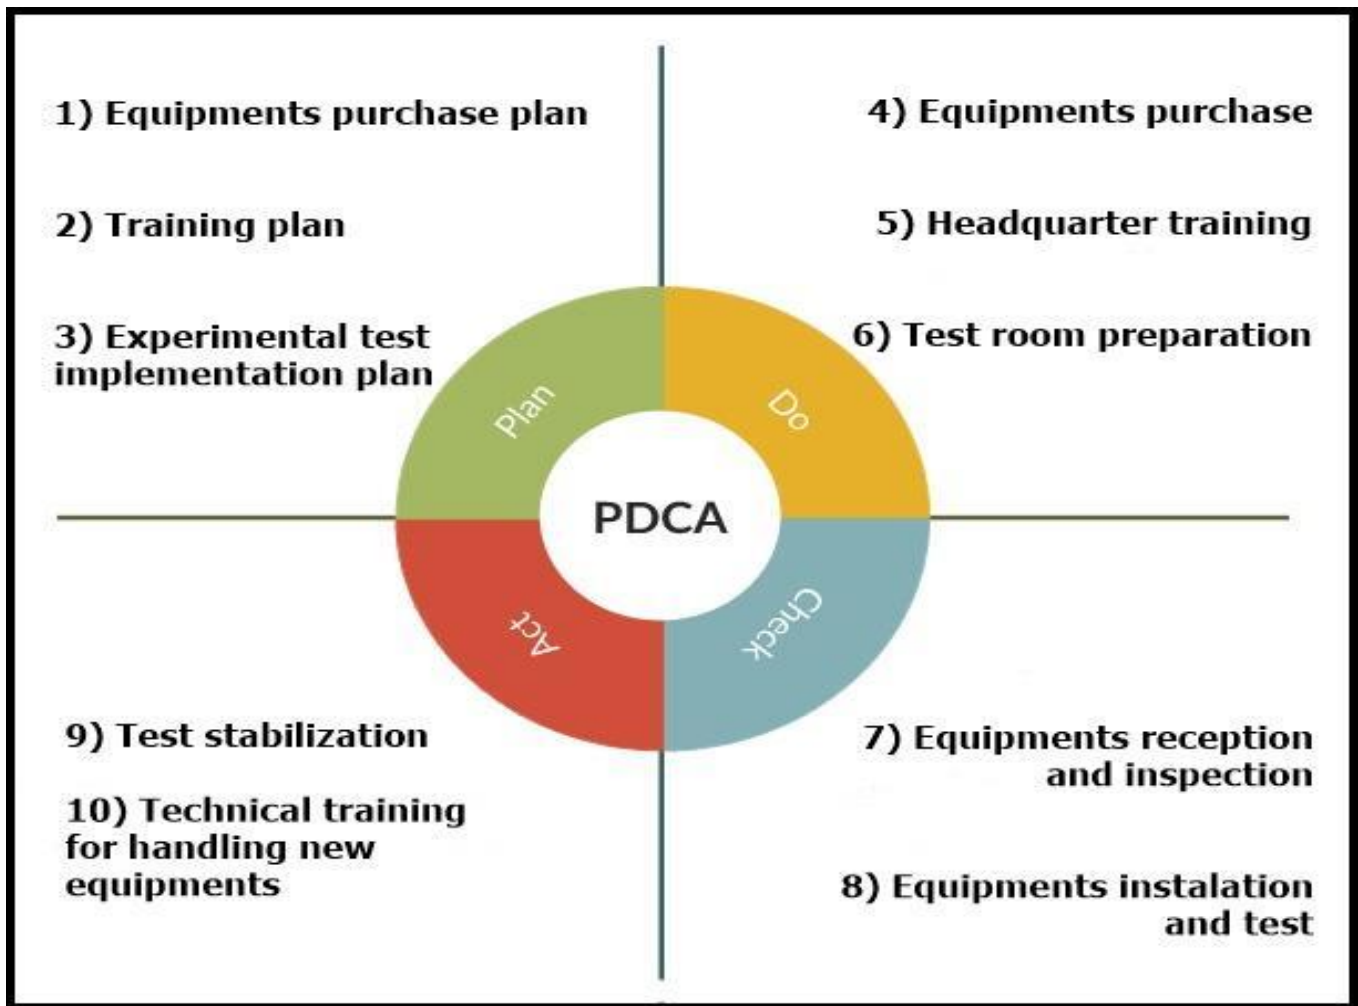 1) Equipments purchase plan
2) Training plan
3) Experimental test
implementation plan
4) Equipments purchase
5) Headquarter training
6) Test room preparation
Plan
Do
PDCA
Act
Check
9) Test stabilization
10) Technical training
for handling new
equipments
7) Equipments reception
and inspection
8) Equipments instalation
and test